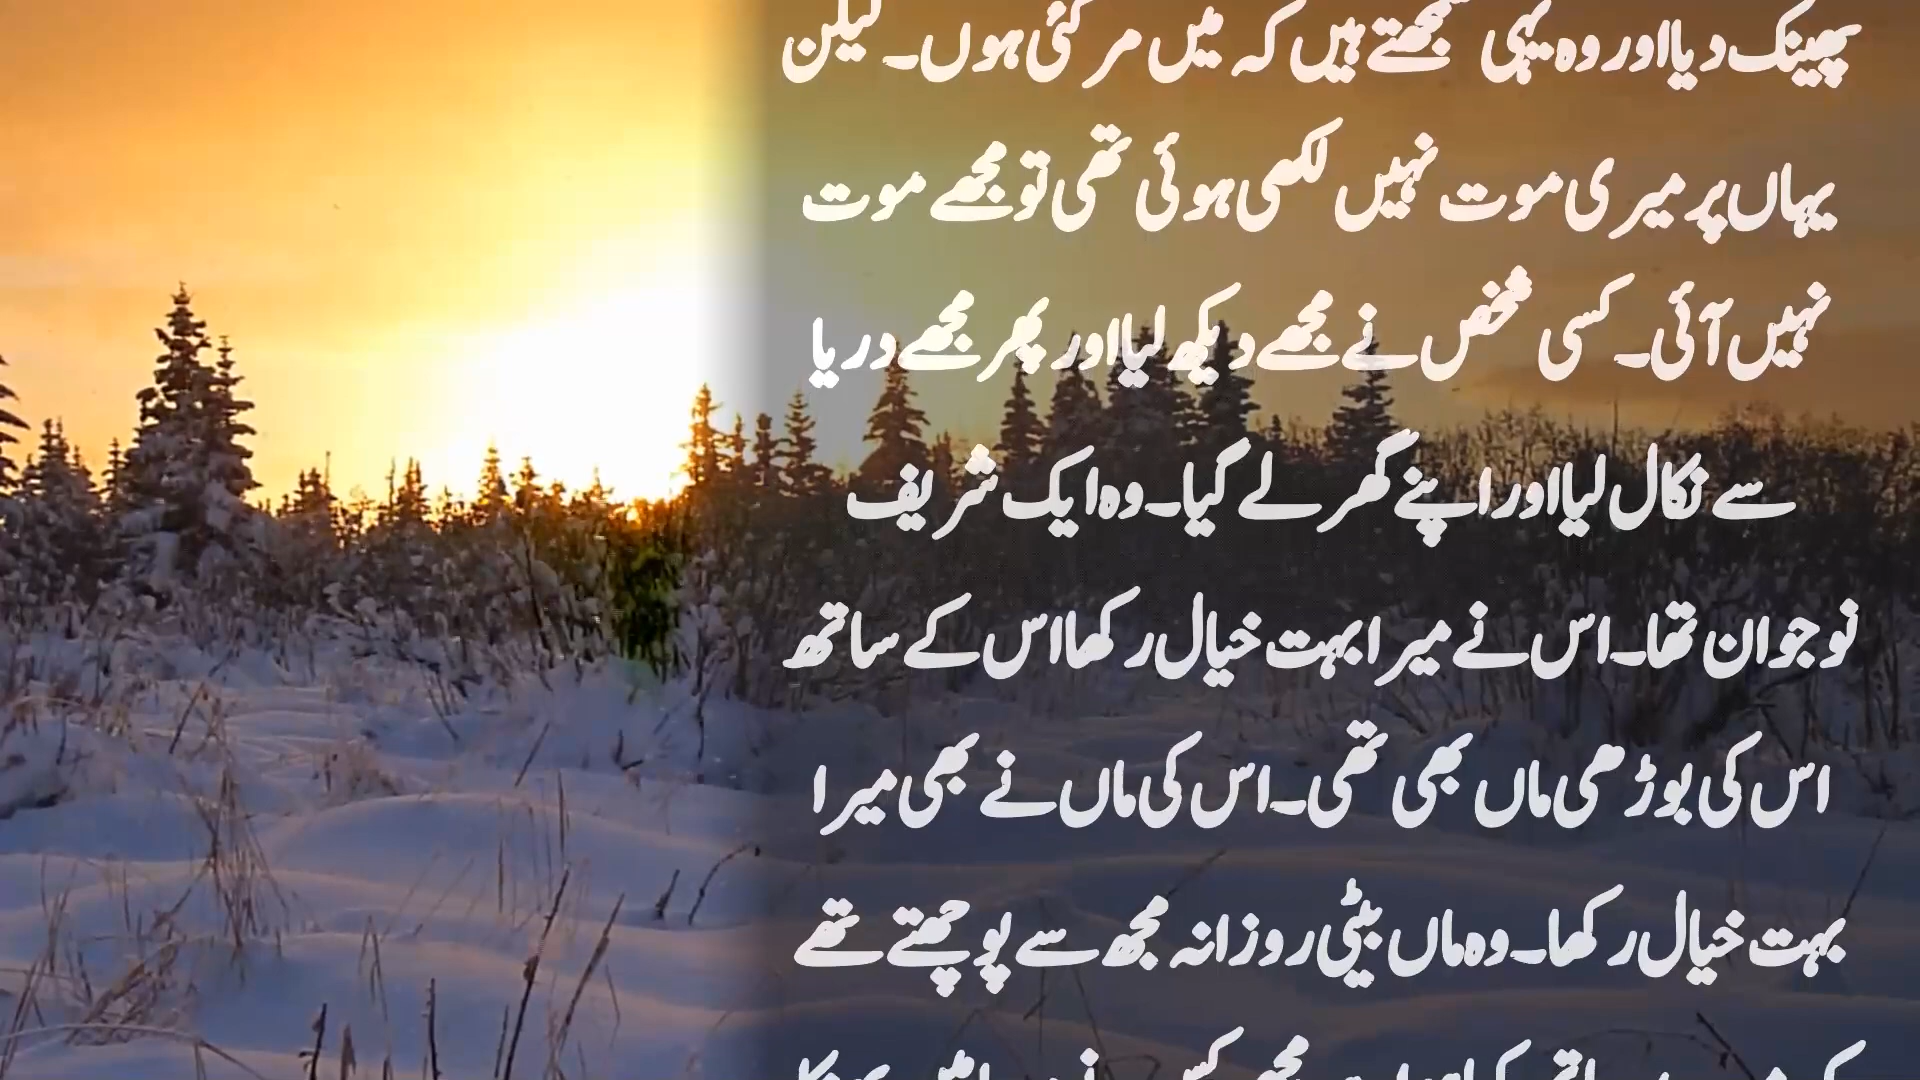 پھینک دیا اور وہ یہی سمجھتے ہیں کہ میں مر گئی ہوں۔ لیکن
یہاں پر میری موت نہیں لکھی ہوئی تھی تو مجھے موت
نہیں آئی۔ کسی شخص نے مجھے دیکھ لیا اور پھر مجھے دریا
سے نکال لیا اور اپنے گھر لے گیا۔ وہ ایک شریف
نوجوان تھا۔ اس نے میرا بہت خیال رکھا اس کے ساتھ
اس کی بوڑھی ماں بھی تھی۔ اس کی ماں نے بھی میرا
بہت خیال رکھا۔ وہ ماں بیٹی روزانہ مجھ سے پوچھتے تھے